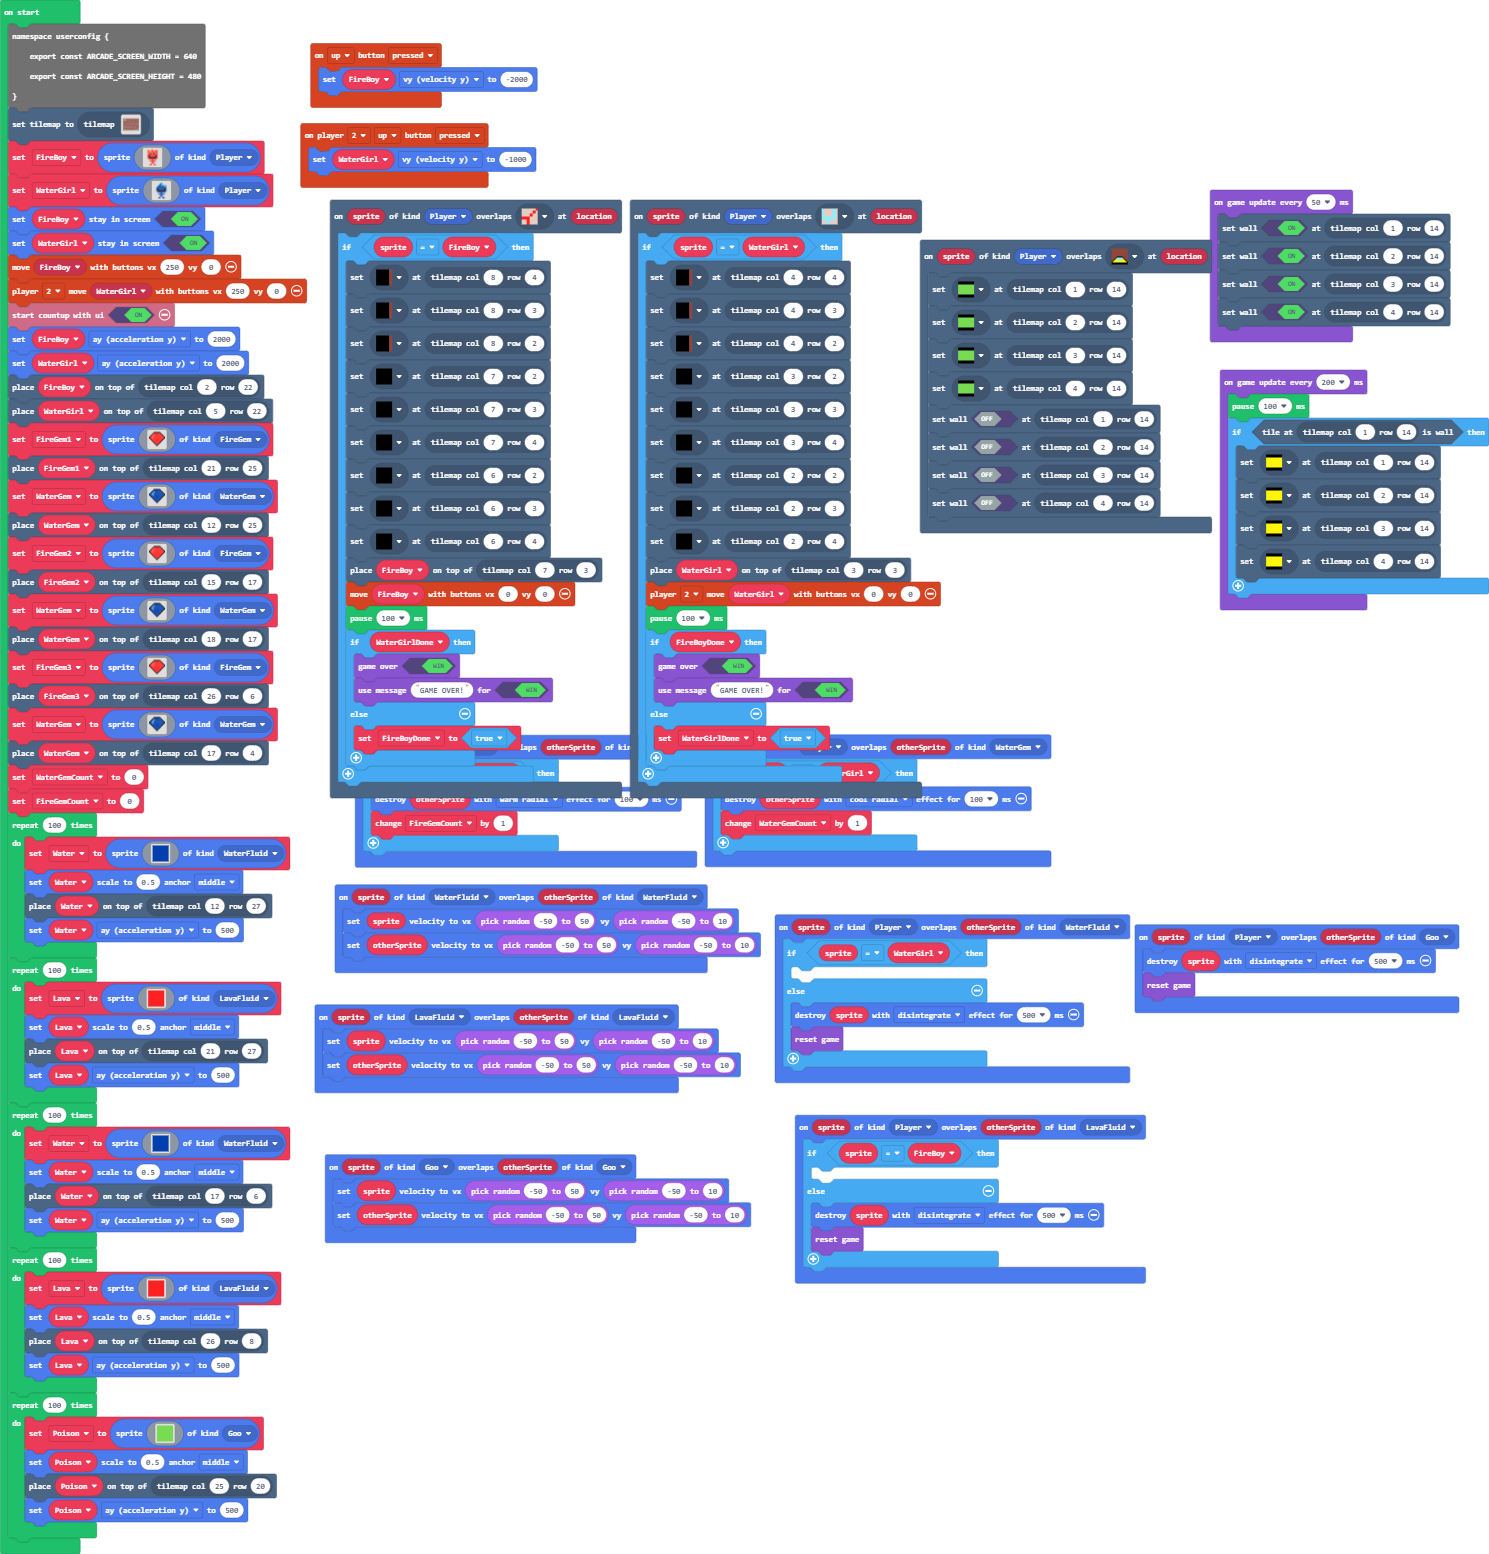 on start
namespace userconfig {
export const ARCADE_SCREEN_WIDTH = 640
export const ARCADE_SCREEN_HEIGHT = 480
}
set tilemap to tilemap
set FireBoy to sprite of kind Player
set WaterGirl to sprite of kind Player
set FireBoy stay in screen ON
set WaterGirl stay in screen ON
move FireBoy with buttons vx 250 vy 0
player 2 move WaterGirl with buttons vx 250 vy 0
start countup with ui ON
set FireBoy ay (acceleration y) to 2000
set WaterGirl ay (acceleration y) to 2000
place FireBoy on top of tilemap col 2 row 22
place WaterGirl on top of tilemap col 5 row 22
set FireGem1 to sprite of kind FireGem
place FireGem1 on top of tilemap col 21 row 25
set WaterGem to sprite of kind WaterGem
place WaterGem on top of tilemap col 12 row 25
set FireGem2 to sprite of kind FireGem
place FireGem2 on top of tilemap col 15 row 17
set WaterGem to sprite of kind WaterGem
place WaterGem on top of tilemap col 18 row 17
set FireGem3 to sprite of kind FireGem
place FireGem3 on top of tilemap col 26 row 6
set WaterGem to sprite of kind WaterGem
place WaterGem on top of tilemap col 17 row 4
set WaterGemCount to 0
set FireGemCount to 0
repeat 100 times
do
set Water to sprite of kind WaterFluid
set Water scale to 0.5 anchor middle
place Water on top of tilemap col 12 row 27
set Water ay (acceleration y) to 500
repeat 100 times
do
set Lava to sprite of kind LavaFluid
set Lava scale to 0.5 anchor middle
place Lava on top of tilemap col 21 row 27
set Lava ay (acceleration y) to 500
repeat 100 times
do
set Water to sprite of kind WaterFluid
set Water scale to 0.5 anchor middle
place Water on top of tilemap col 17 row 6
set Water ay (acceleration y) to 500
repeat 100 times
do
set Lava to sprite of kind LavaFluid
set Lava scale to 0.5 anchor middle
place Lava on top of tilemap col 26 row 8
set Lava ay (acceleration y) to 500
repeat 100 times
do
set Poison to sprite of kind Goo
set Poison scale to 0.5 anchor middle
place Poison on top of tilemap col 25 row 20
set Poison ay (acceleration y) to 500
on up button pressed
set FireBoy vy (velocity y) to -2000
on player 2 up button pressed
set WaterGirl vy (velocity y) to -1000
on sprite of kind Player overlaps at location
if sprite = FireBoy then
set at tilemap col 8 row 4
set at tilemap col 8 row 3
set at tilemap col 8 row 2
set at tilemap col 7 row 2
set at tilemap col 7 row 3
set at tilemap col 7 row 4
set at tilemap col 6 row 2
set at tilemap col 6 row 3
set at tilemap col 6 row 4
place FireBoy on top of tilemap col 7 row 3
move FireBoy with buttons vx 0 vy 0
pause 100 ms
if WaterGirlDone then
game over WIN
use message "GAME OVER!" for WIN
else
set FireBoyDone to true
on sprite of kind Player overlaps at location
if sprite = WaterGirl then
set at tilemap col 4 row 4
set at tilemap col 4 row 3
set at tilemap col 4 row 2
set at tilemap col 3 row 2
set at tilemap col 3 row 3
set at tilemap col 3 row 4
set at tilemap col 2 row 2
set at tilemap col 2 row 3
set at tilemap col 2 row 4
place WaterGirl on top of tilemap col 3 row 3
player 2 move WaterGirl with buttons vx 0 vy 0
pause 100 ms
if FireBoyDone then
game over WIN
use message "GAME OVER!" for WIN
else
set WaterGirlDone to true
laps otherSprite of kin
then
destroy otherSprite with warm radial effect for 100 ms
change FireGemCount by 1
overlaps otherSprite of kind WaterGem
rGirl then
destroy otherSprite with cool radial effect for 100 ms
change WaterGemCount by 1
on sprite of kind Player overlaps at location
set at tilemap col 1 row 14
set at tilemap col 2 row 14
set at tilemap col 3 row 14
set at tilemap col 4 row 14
set wall OFF at tilemap col 1 row 14
set wall OFF at tilemap col 2 row 14
set wall OFF at tilemap col 3 row 14
set wall OFF at tilemap col 4 row 14
on game update every 50 ms
set wall ON at tilemap col 1 row 14
set wall ON at tilemap col 2 row 14
set wall ON at tilemap col 3 row 14
set wall ON at tilemap col 4 row 14
on game update every 200 ms
pause 100 ms
if tile at tilemap col 1 row 14 is wall then
set at tilemap col 1 row 14
set at tilemap col 2 row 14
set at tilemap col 3 row 14
set at tilemap col 4 row 14
on sprite of kind WaterFluid overlaps otherSprite of kind WaterFluid
set sprite velocity to vx pick random -50 to 50 vy pick random -50 to 10
set otherSprite velocity to vx pick random -50 to 50 vy pick random -50 to 10
on sprite of kind LavaFluid overlaps otherSprite of kind LavaFluid
set sprite velocity to vx pick random -50 to 50 vy pick random -50 to 10
set otherSprite velocity to vx pick random -50 to 50 vy pick random -50 to 10
on sprite of kind Goo overlaps otherSprite of kind Goo
set sprite velocity to vx pick random -50 to 50 vy pick random -50 to 10
set otherSprite velocity to vx pick random -50 to 50 vy pick random -50 to 10
on sprite of kind Player overlaps otherSprite of kind WaterFluid
if sprite = WaterGirl then
else
destroy sprite with disintegrate effect for 500 ms
reset game
on sprite of kind Player overlaps otherSprite of kind Goo
destroy sprite with disintegrate effect for 500 ms
reset game
on sprite of kind Player overlaps otherSprite of kind LavaFluid
if sprite = FireBoy then
else
destroy sprite with disintegrate effect for 500 ms
reset game